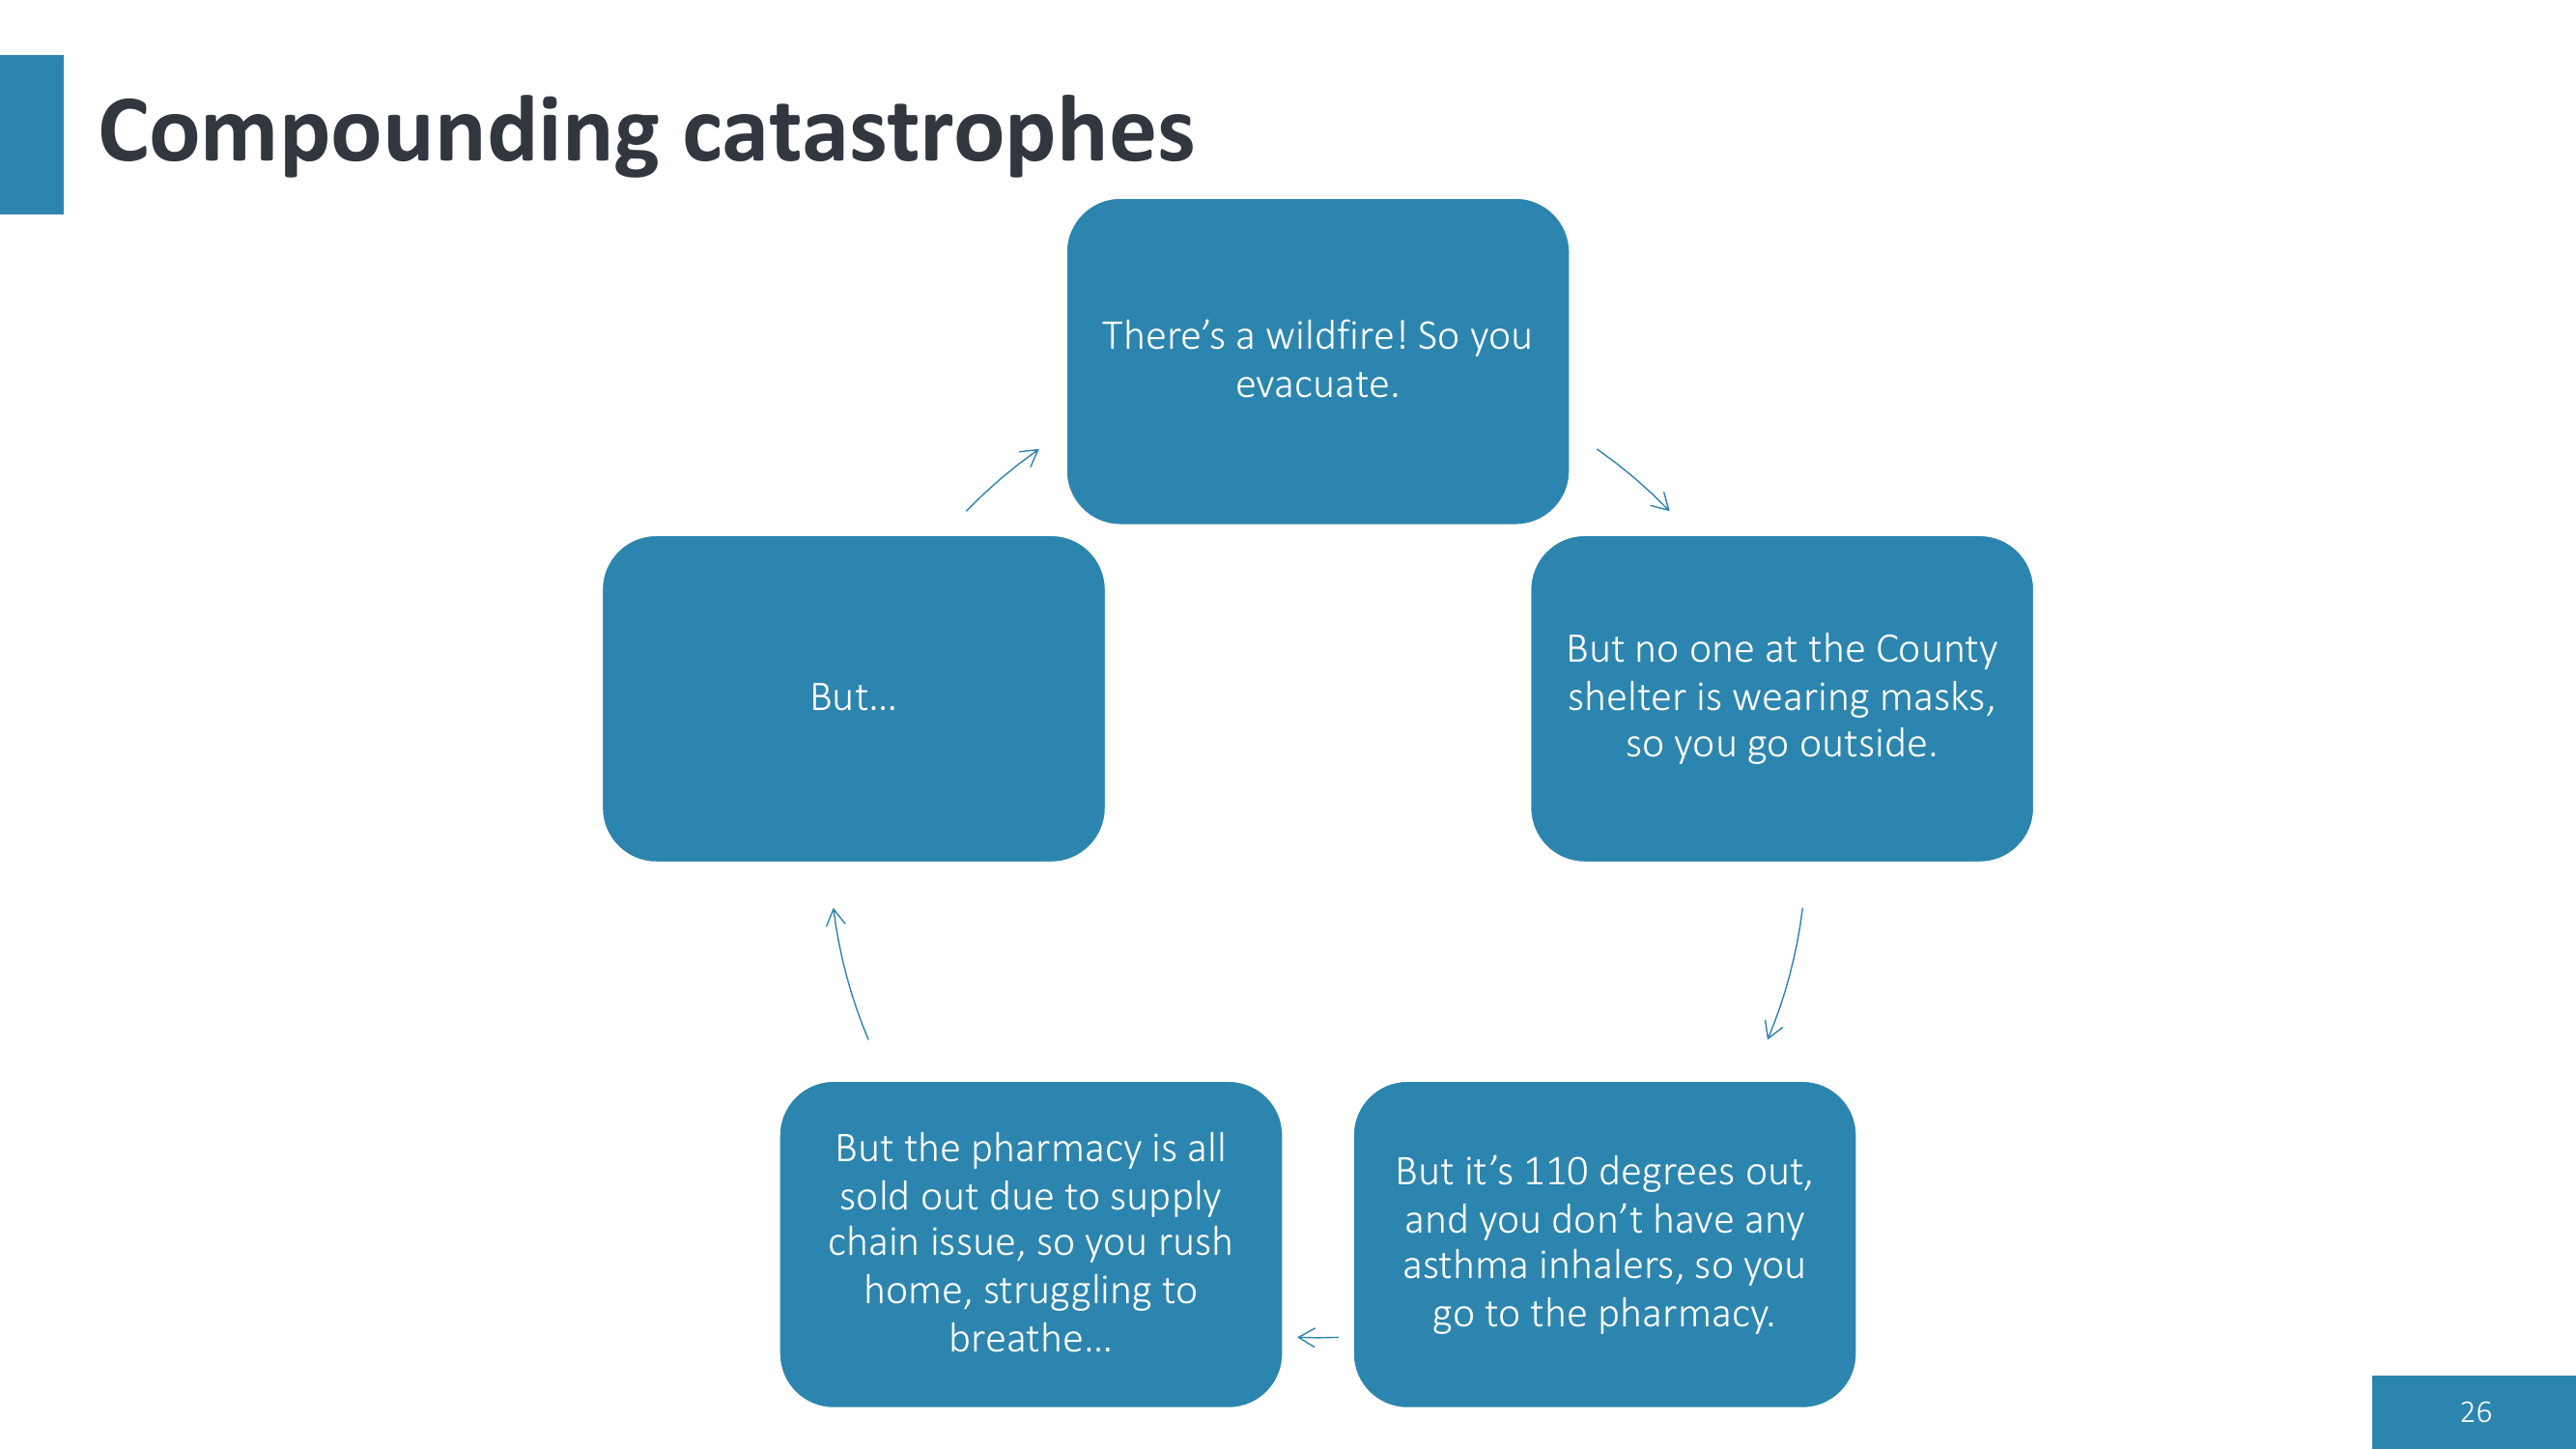 Compounding catastrophes
There’s a wildfire! So you
evacuate.
But no one at the County
shelter is wearing masks,
so you go outside.
But it’s 110 degrees out,
and you don’t have any
asthma inhalers, so you
go to the pharmacy.
But the pharmacy is all
sold out due to supply
chain issue, so you rush
home, struggling to
breathe…
But…
26